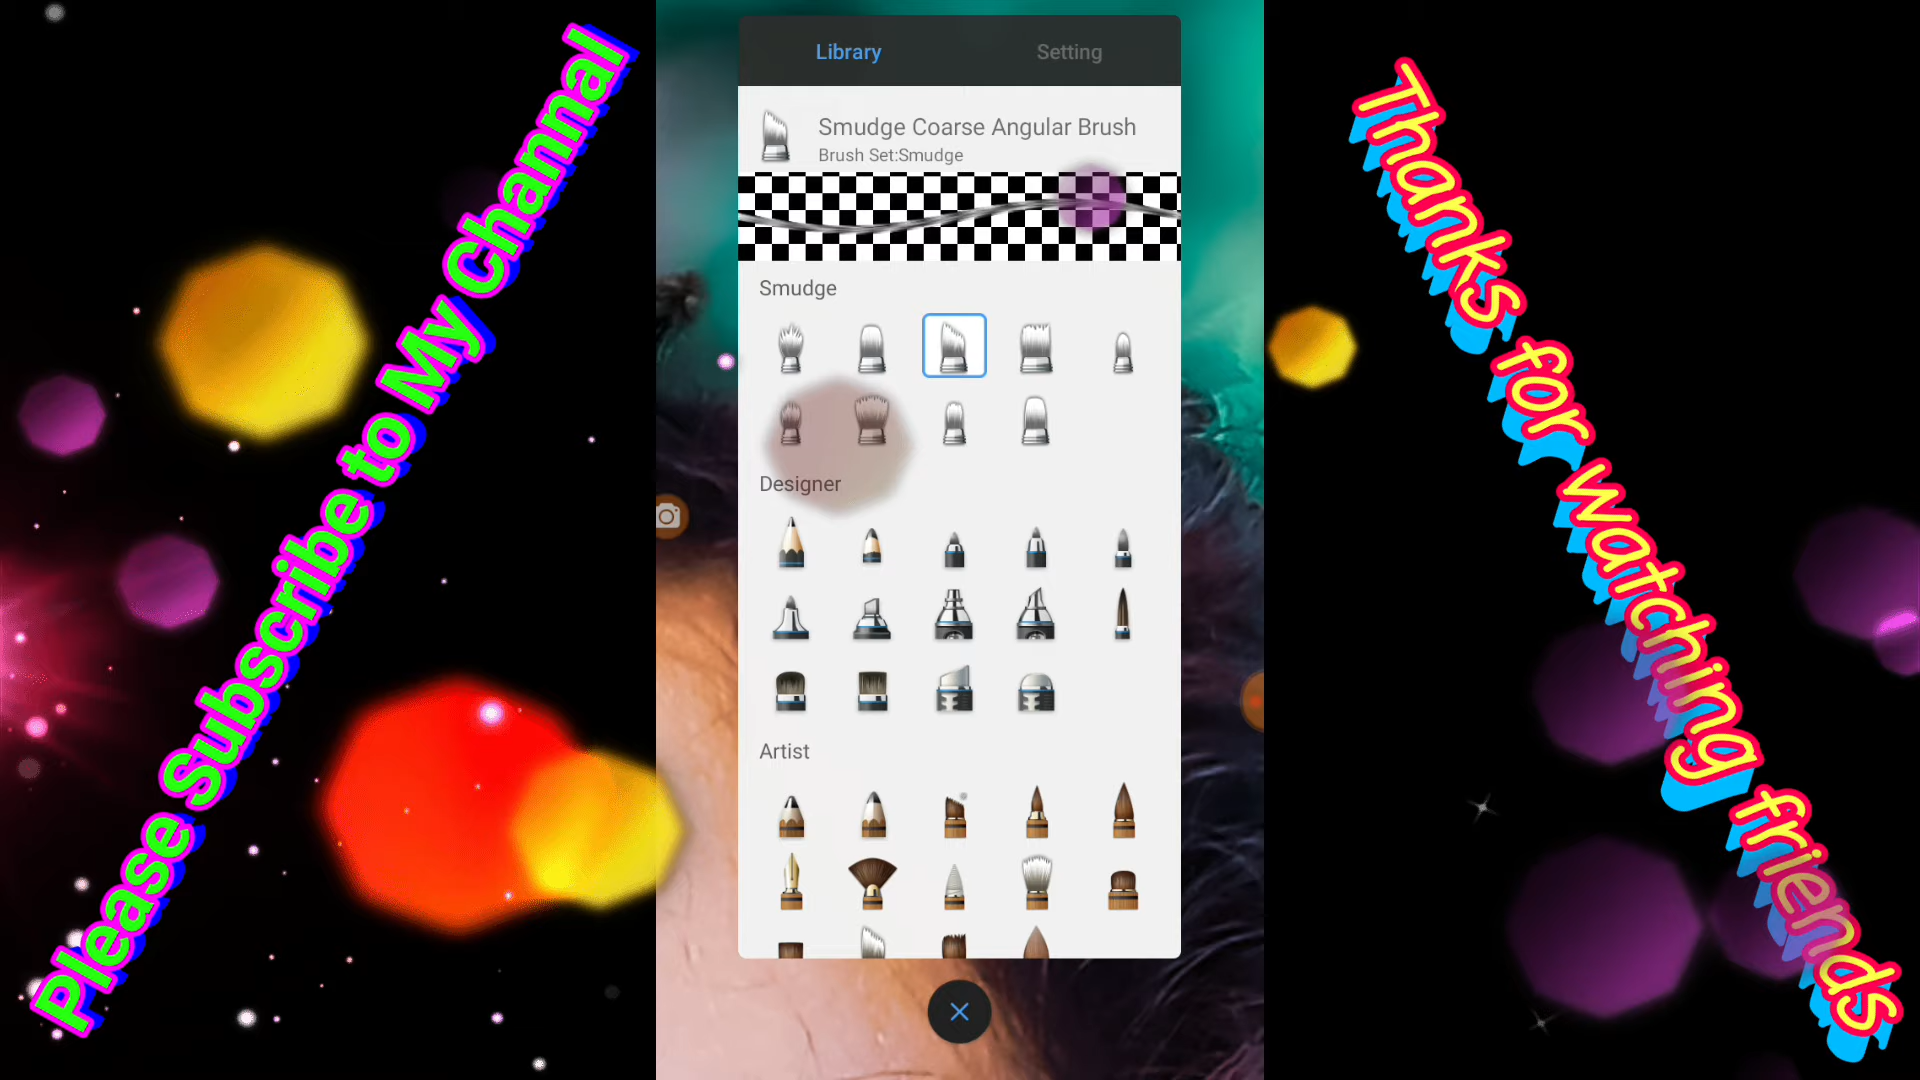 Please Subscribe to My Channal
Library
Setting
Smudge Coarse Angular Brush
Brush Set:Smudge
Smudge
Designer
Artist
Thanks for watching friends